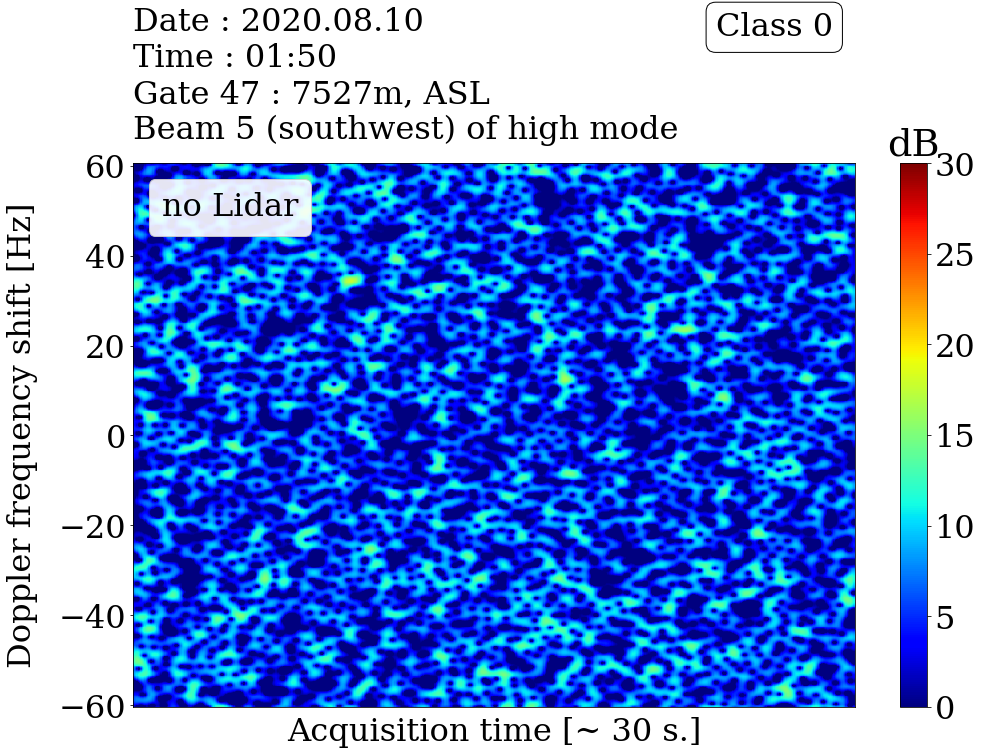 Date : 2020.08.10
Time : 01:50
Gate 47 : 7527m, ASL
Beam 5 (southwest) of high mode
Class 0
dB
no Lidar
Doppler frequency shift [Hz]
60
40
20
0
−20
−40
−60
30
25
20
15
10
5
0
Acquisition time [~ 30 s.]